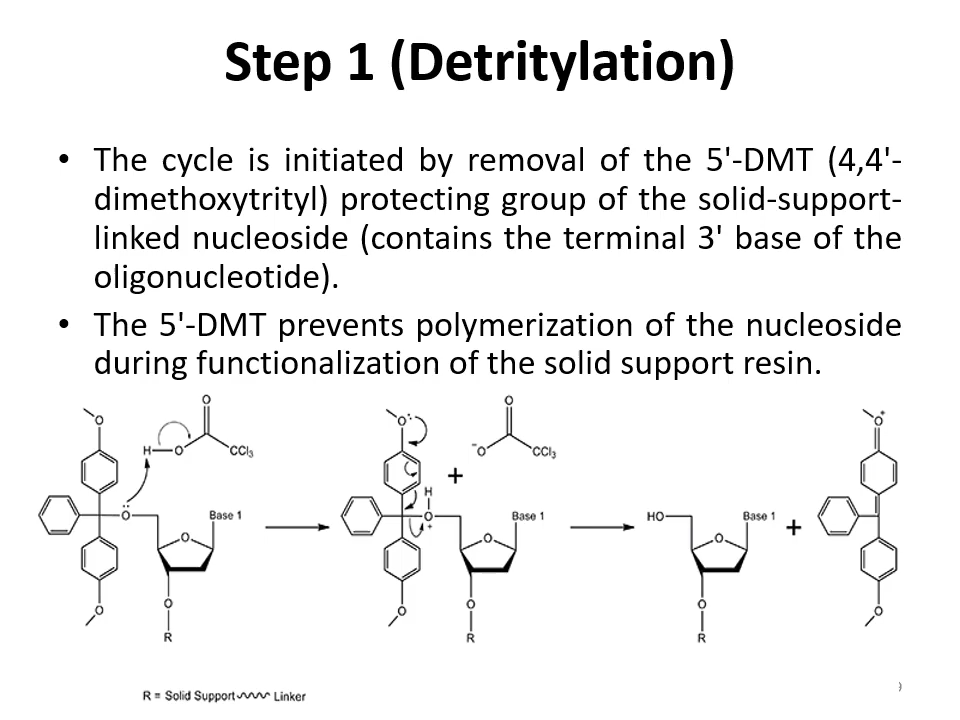 Step 1 (Detritylation)
• The cycle is initiated by removal of the 5'-DMT (4,4'-
dimethoxytrityl) protecting group of the solid-support-
linked nucleoside (contains the terminal 3' base of the
oligonucleotide).
• The 5'-DMT prevents polymerization of the nucleoside
during functionalization of the solid support resin.
O
H—O
O
CCl3
O
Base 1
O
O
O
R
O
+
-O
O
CCl3
H
O
+
Base 1
O
O
O
R
HO
Base 1
O
O
R
+
O+
O
R = Solid Support Linker